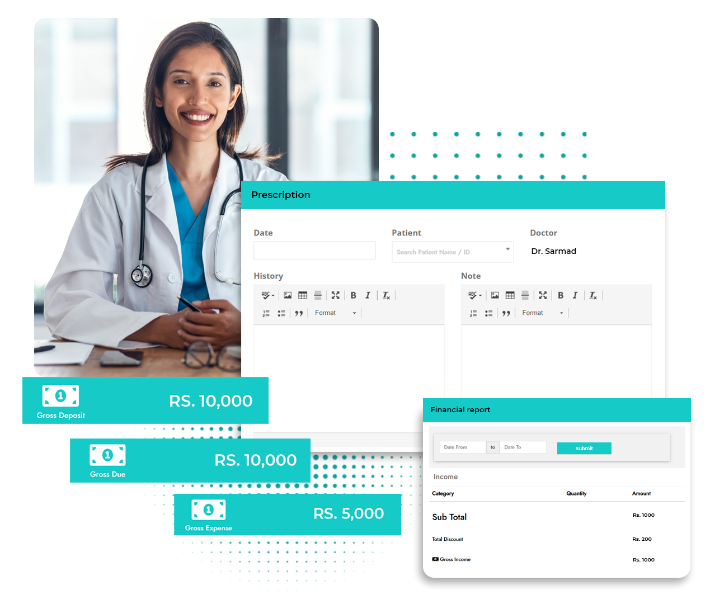 Prescription
Date
Patient
Doctor
Search Patient Name / ID
Dr. Sarmad
History
Note
B I Tx
B I Tx
Format
Format
1
Gross Deposit
RS. 10,000
Financial report
1
Gross Due
RS. 10,000
Date From
to
Date To
submit
Income
Category
Quantity
Amount
1
Gross Expense
RS. 5,000
Sub Total
Rs. 1000
Total Discount
Rs. 200
Gross Income
Rs. 1000